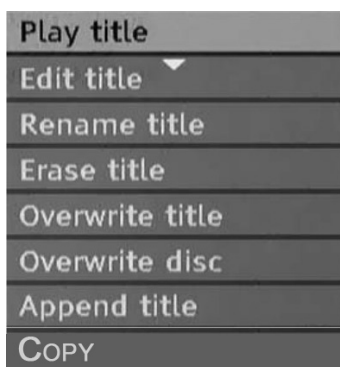 Play title
Edit title
Rename title
Erase title
Overwrite title
Overwrite disc
Append title
COPY